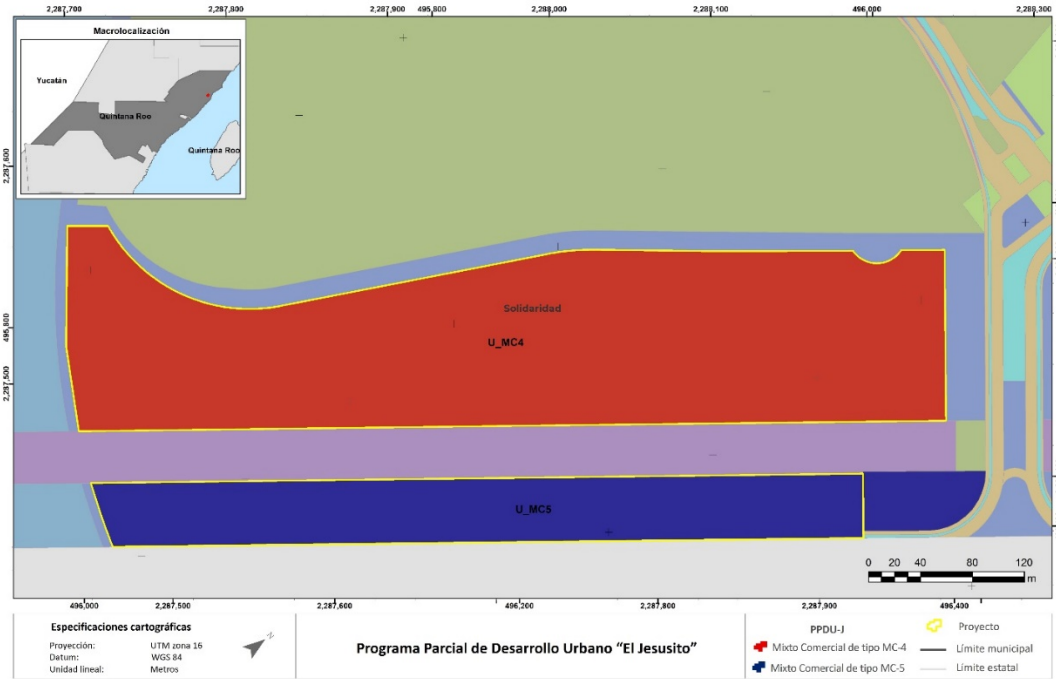 2,287,700
2,287,800
2,287,900
495,800
2,288,000
2,288,100
496,000
2,288,300
Macrolocalización
Yucatán
Quintana Roo
Quintana Roo
2,287,600
495,800
2,287,500
Solidaridad
U_MC4
U_MC5
0 20 40 80 120
m
496,000
2,287,500
2,287,600
496,200
2,287,800
2,287,900
496,400
Especificaciones cartográficas
Proyección: UTM zona 16
Datum: WGS 84
Unidad lineal: Metros
N
Programa Parcial de Desarrollo Urbano “El Jesusito”
PPDU-J
Mixto Comercial de tipo MC-4
Mixto Comercial de tipo MC-5
Proyecto
Límite municipal
Límite estatal